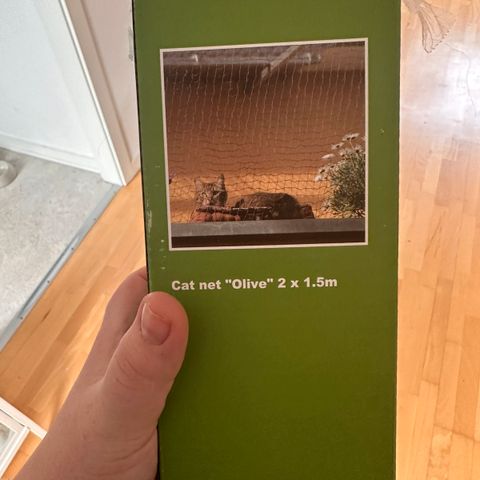 Cat net "Olive" 2 x 1.5m